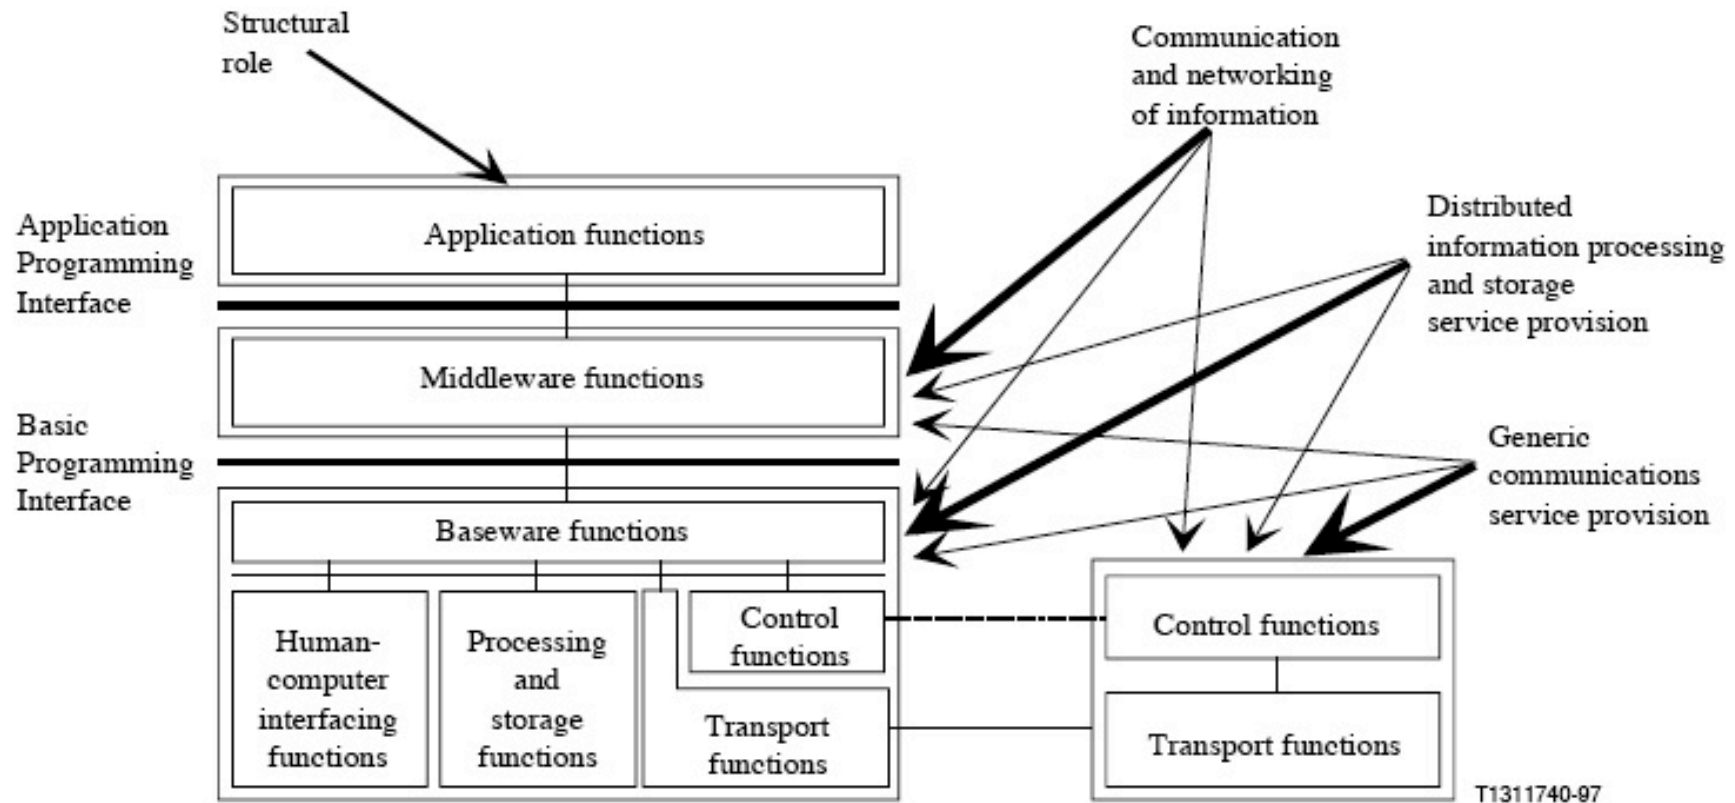 Structural
role
Communication
and networking
of information
Distributed
information processing
and storage
service provision
Application
Programming
Interface
Application functions
Middleware functions
Basic
Programming
Interface
Generic
communications
service provision
Baseware functions
Human-
computer
interfacing
functions
Processing
and
storage
functions
Control
functions
Transport
functions
Control functions
Transport functions
T1311740-97